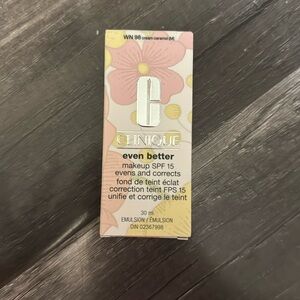 WN 98 cream caramel (M)
C
CLINIQUE
even better
makeup SPF 15
evens and corrects
fond de teint éclat
correction teint FPS 15
unifie et corrige le teint
30 ml
EMULSION / ÉMULSION
DIN 02367998